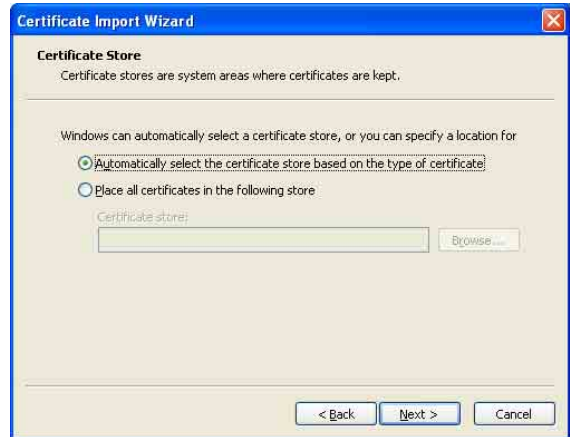 Certificate Import Wizard
Certificate Store
Certificate stores are system areas where certificates are kept.
Windows can automatically select a certificate store, or you can specify a location for
Automatically select the certificate store based on the type of certificate
Place all certificates in the following store
Certificate store:
Browse...
< Back
Next >
Cancel